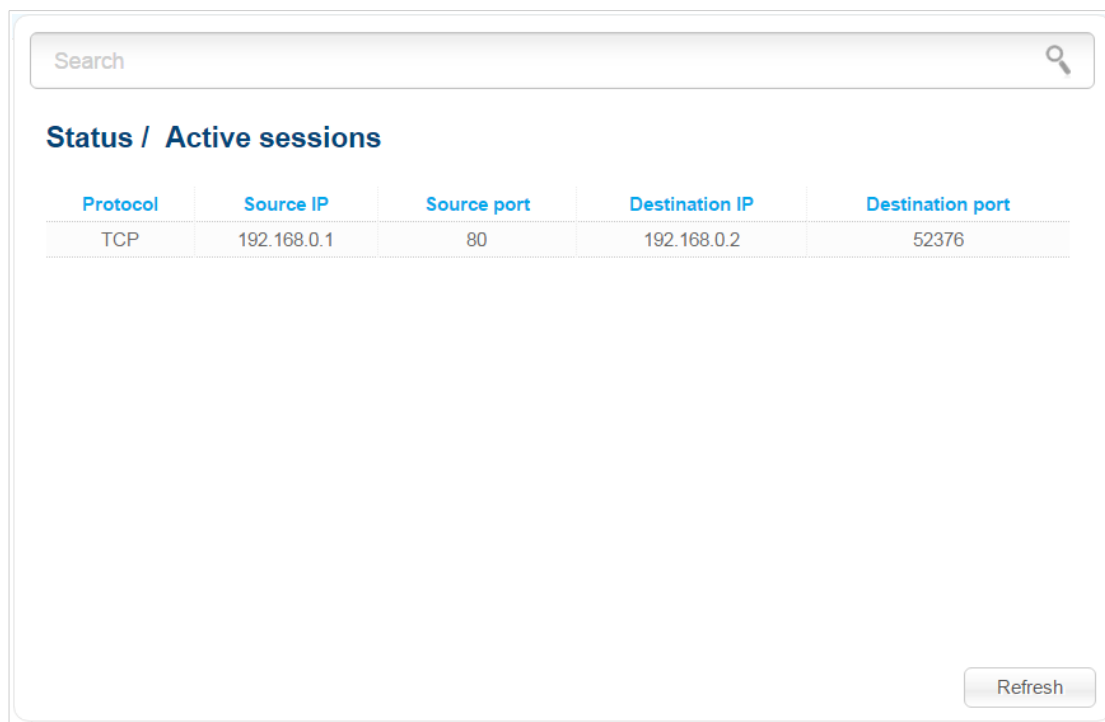 Search
Status / Active sessions
Protocol Source IP Source port Destination IP Destination port
TCP 192.168.0.1 80 192.168.0.2 52376
Refresh